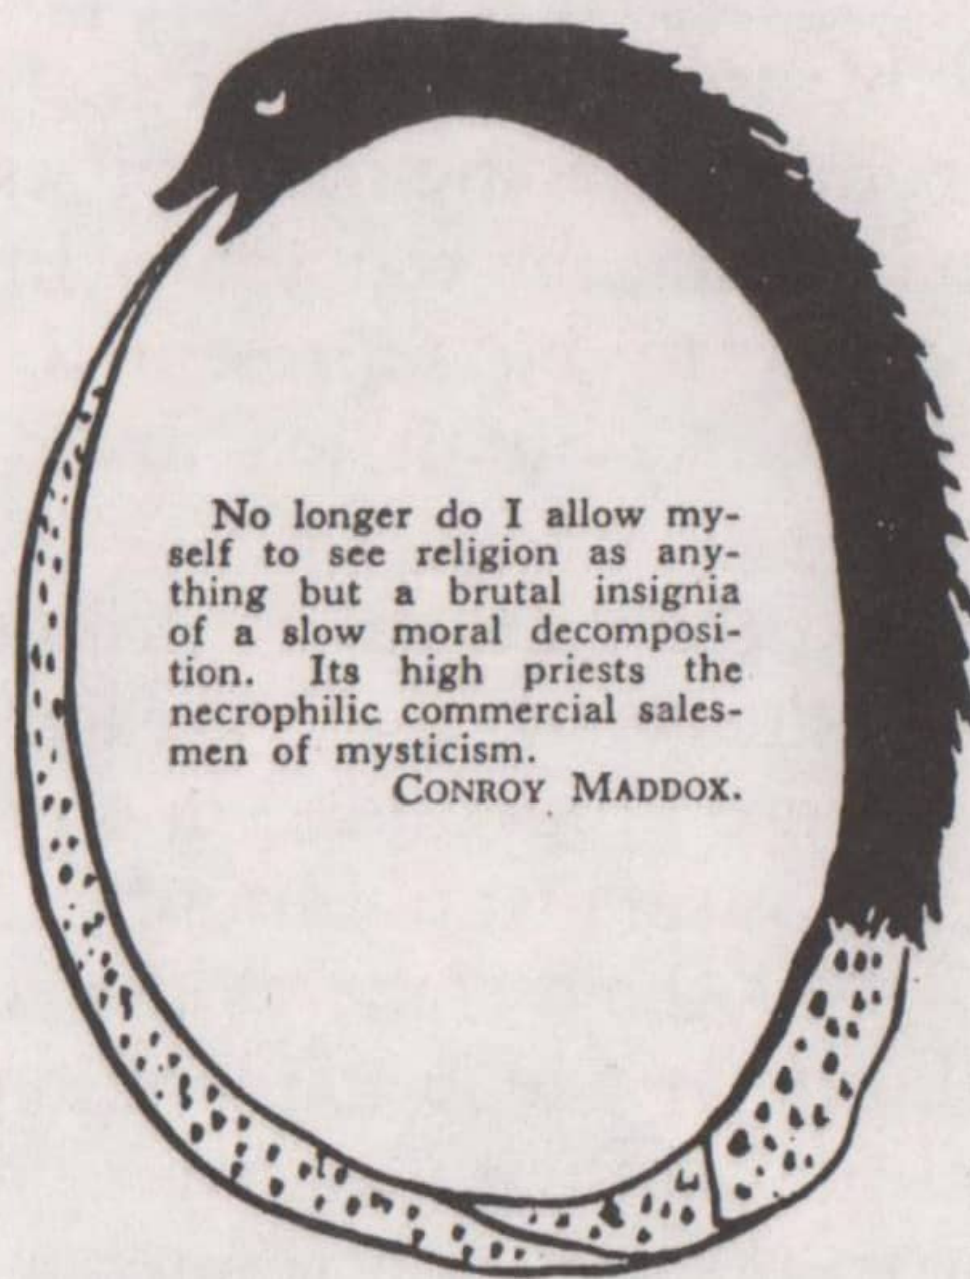 No longer do I allow my-
self to see religion as any-
thing but a brutal insignia
of a slow moral decomposi-
tion. Its high priests the
necrophilic commercial sales-
men of mysticism.
CONROY MADDOX.